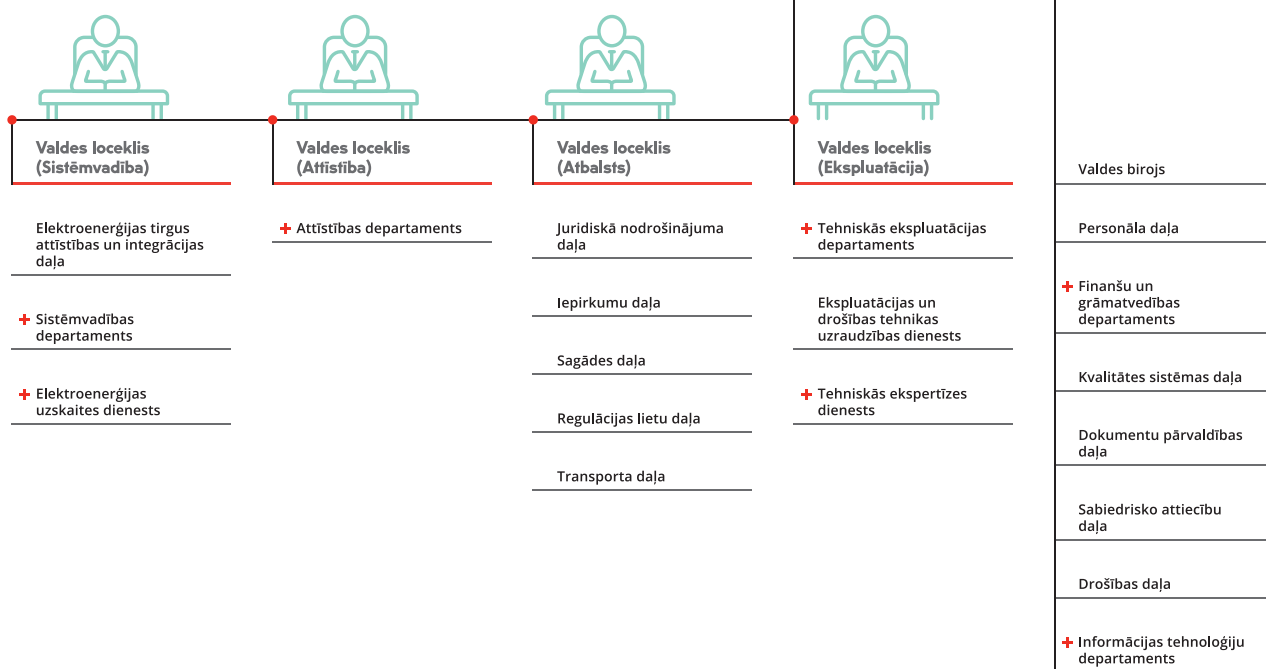 Valdes loceklis
(Sistēmvadība)
Elektroenerģijas tirgus
attīstības un integrācijas
daļa
+ Sistēmvadības
departaments
+ Elektroenerģijas
uzskaites dienests
Valdes loceklis
(Attīstība)
+ Attīstības departaments
Valdes loceklis
(Atbalsts)
Juridiskā nodrošinājuma
daļa
Iepirkumu daļa
Sagādes daļa
Regulācijas lietu daļa
Transporta daļa
Valdes loceklis
(Ekspluatācija)
+ Tehniskās ekspluatācijas
departaments
Ekspluatācijas un
drošības tehnikas
uzraudzības dienests
+ Tehniskās ekspertīzes
dienests
Valdes birojs
Personāla daļa
+ Finanšu un
grāmatvedības
departaments
Kvalitātes sistēmas daļa
Dokumentu pārvaldības
daļa
Sabiedrisko attiecību
daļa
Drošības daļa
+ Informācijas tehnoloģiju
departaments